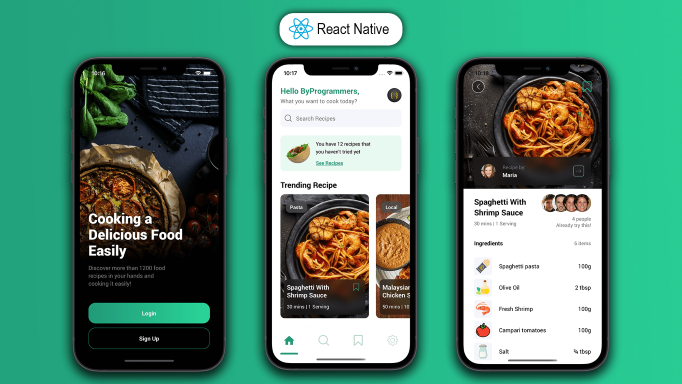 React Native
10:16
Cooking a
Delicious Food
Easily
Discover more than 1200 food
recipes in your hands and
cooking it easily!
Login
Sign Up
10:17
Hello ByProgrammers,
What you want to cook today?
Search Recipes
You have 12 recipes that
you haven't tried yet
See Recipes
Trending Recipe
Pasta
Spaghetti With
Shrimp Sauce
30 mins | 1 Serving
Local
Malaysian
Chicken S
50 mins | 10
10:18
Recipe by:
Maria
Spaghetti With
Shrimp Sauce
30 mins | 1 Serving
4 people
Already try this!
Ingredients
5 items
Spaghetti pasta
100g
Olive Oil
2 tbsp
Fresh Shrimp
100g
Campari tomatoes
100g
Salt
¾ tbsp